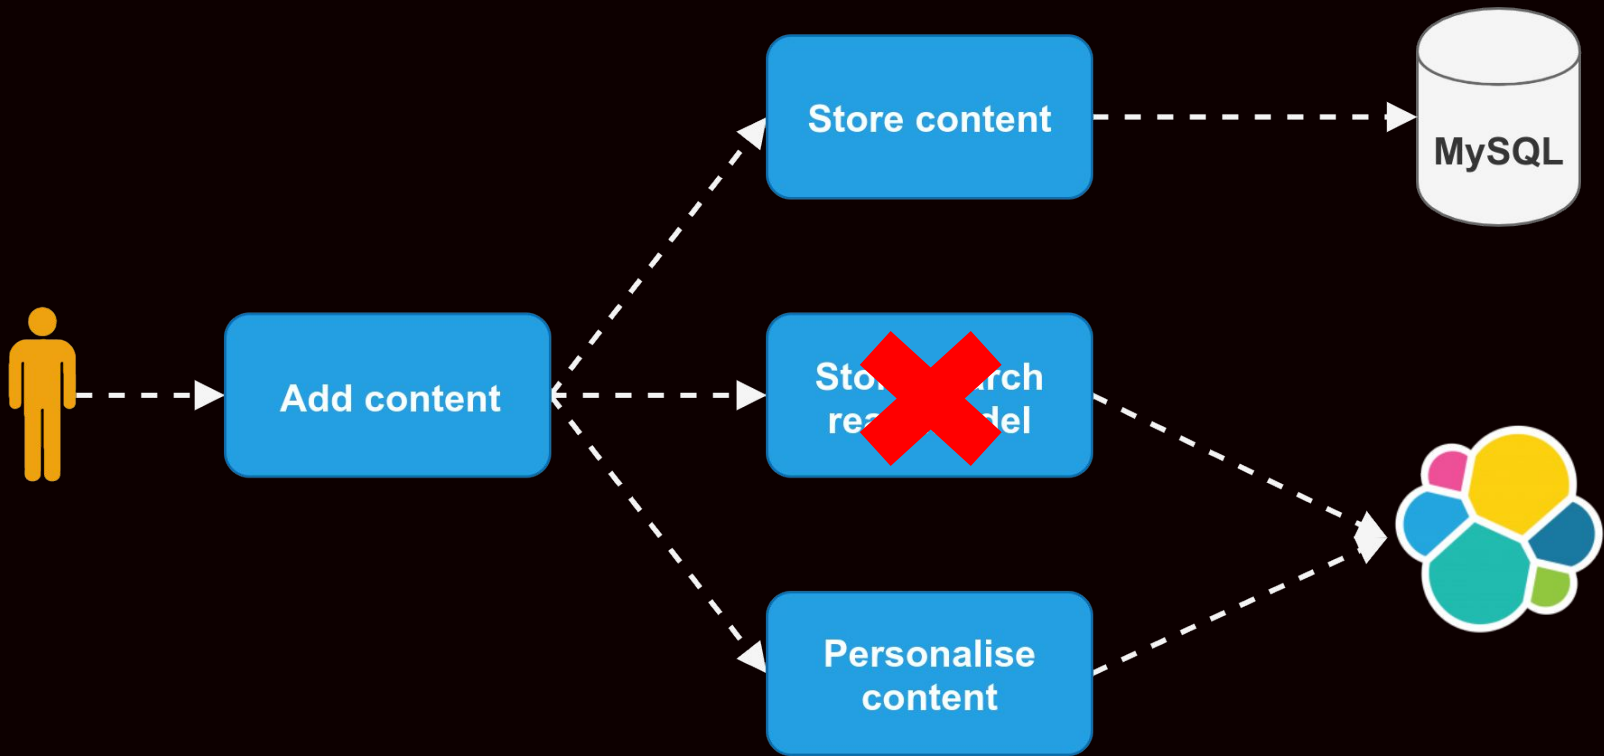 Store content
MySQL
Add content
Personalise
content